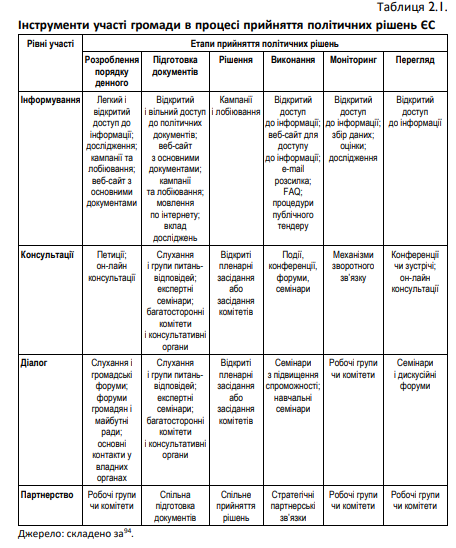 Таблиця 2.1.
Інструменти участі громади в процесі прийняття політичних рішень ЄС
Рівні участі
Етапи прийняття політичних рішень
Розроблення
порядку
денного
Підготовка
документів
Рішення
Виконання
Моніторинг
Перегляд
Інформування
Легкий і
відкритий
доступ до
інформації;
дослідження;
кампанії та
лобіювання;
веб-сайт з
основними
документами
Відкритий
і вільний доступ
до політичних
документів;
веб-сайт
з основними
документами;
кампанії
та лобіювання;
мовлення
по інтернету;
вклад
досліджень
Кампанії
і лобіювання
Відкритий
доступ
до інформації;
веб-сайт для
доступу
до інформації;
e-mail
розсилка;
FAQ;
процедури
публічного
тендеру
Відкритий
доступ
до інформації;
збір даних;
оцінки;
дослідження
Відкритий
доступ
до інформації
Консультації
Петиції;
он-лайн
консультації
Слухання
і групи питань-
відповідей;
експертні
семінари;
багатосторонні
комітети
і консультативні
органи
Відкриті
пленарні
засідання
або
засідання
комітетів
Події,
конференції,
форуми,
семінари
Механізми
зворотного
зв’язку
Конференції
чи зустрічі;
он-лайн
консультації
Діалог
Слухання і
громадські
форуми;
форуми
громадян і
майбутні
ради;
основні
контакти у
владних
органах
Слухання
і групи питань-
відповідей;
експертні
семінари;
багатосторонні
комітети
і консультативні
органи
Відкриті
пленарні
засідання
або
засідання
комітетів
Семінари
з підвищення
спроможності;
навчальні
семінари
Робочі групи
чи комітети
Семінари
і дискусійні
форуми
Партнерство
Робочі групи
чи комітети
Спільна
підготовка
документів
Спільне
прийняття
рішень
Стратегічні
партнерські
зв’язки
Робочі групи
чи комітети
Робочі групи
чи комітети
Джерело: складено за94.